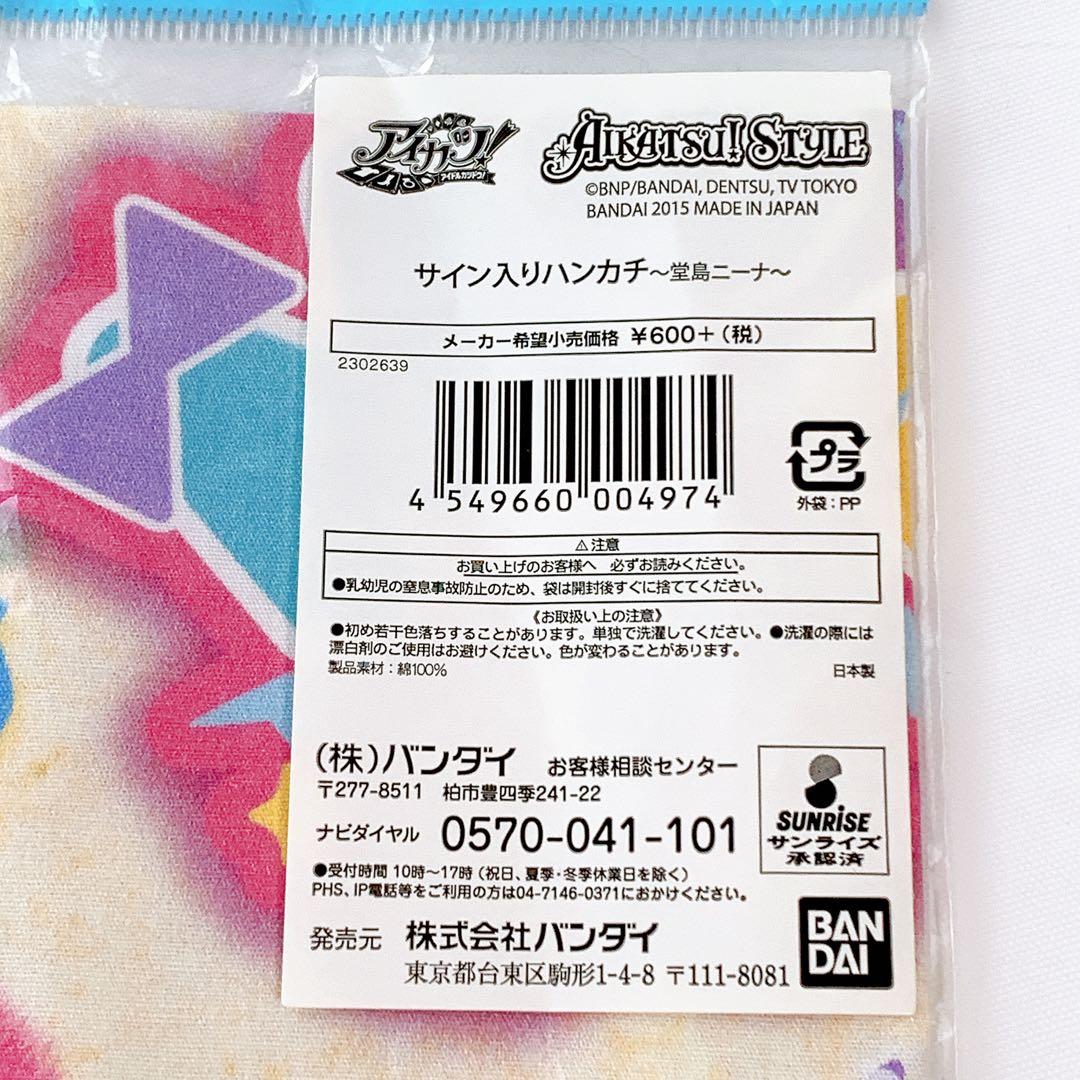 アイカツ!
アイドルカツドウ!
AIKATSU! STYLE
©BNP/BANDAI, DENTSU, TV TOKYO
BANDAI 2015 MADE IN JAPAN
サイン入りハンカチ～堂島ニーナ～
メーカー希望小売価格 ¥600+(税)
2302639
4 549660 004974
プラ
外袋:PP
⚠注意
お買い上げのお客様へ 必ずお読みください。
●乳幼児の窒息事故防止のため、袋は開封後すぐに捨ててください。
《お取扱い上の注意》
●初め若干色落ちすることがあります。単独で洗濯してください。●洗濯の際には
漂白剤のご使用はお避けください。色が変わることがあります。
製品素材:綿100%
日本製
(株)バンダイ お客様相談センター
〒277-8511 柏市豊四季241-22
ナビダイヤル 0570-041-101
●受付時間 10時～17時(祝日、夏季・冬季休業日を除く)
PHS、IP電話等をご利用の方は04-7146-0371におかけください。
SUNRISE
サンライズ
承認済
発売元 株式会社バンダイ
東京都台東区駒形1-4-8 〒111-8081
BAN
DAI